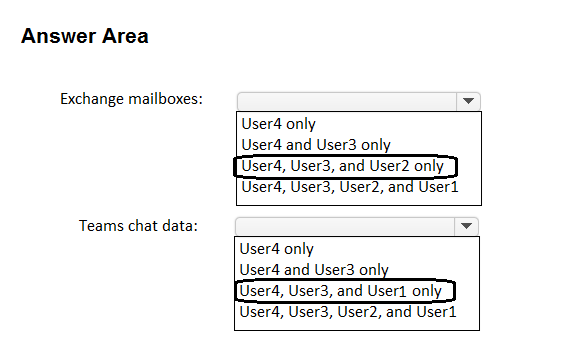 Answer Area
Exchange mailboxes:
User4 only
User4 and User3 only
User4, User3, and User2 only
User4, User3, User2, and User1
Teams chat data:
User4 only
User4 and User3 only
User4, User3, and User1 only
User4, User3, User2, and User1